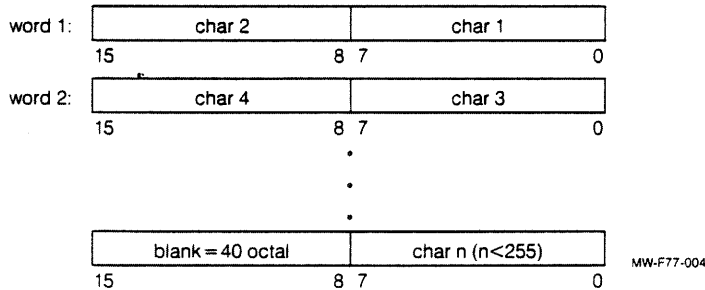 word 1: char 2 char 1
15 8 7 0
word 2: char 4 char 3
15 8 7 0
blank = 40 octal char n (n<255)
MW-F77-004
15 8 7 0